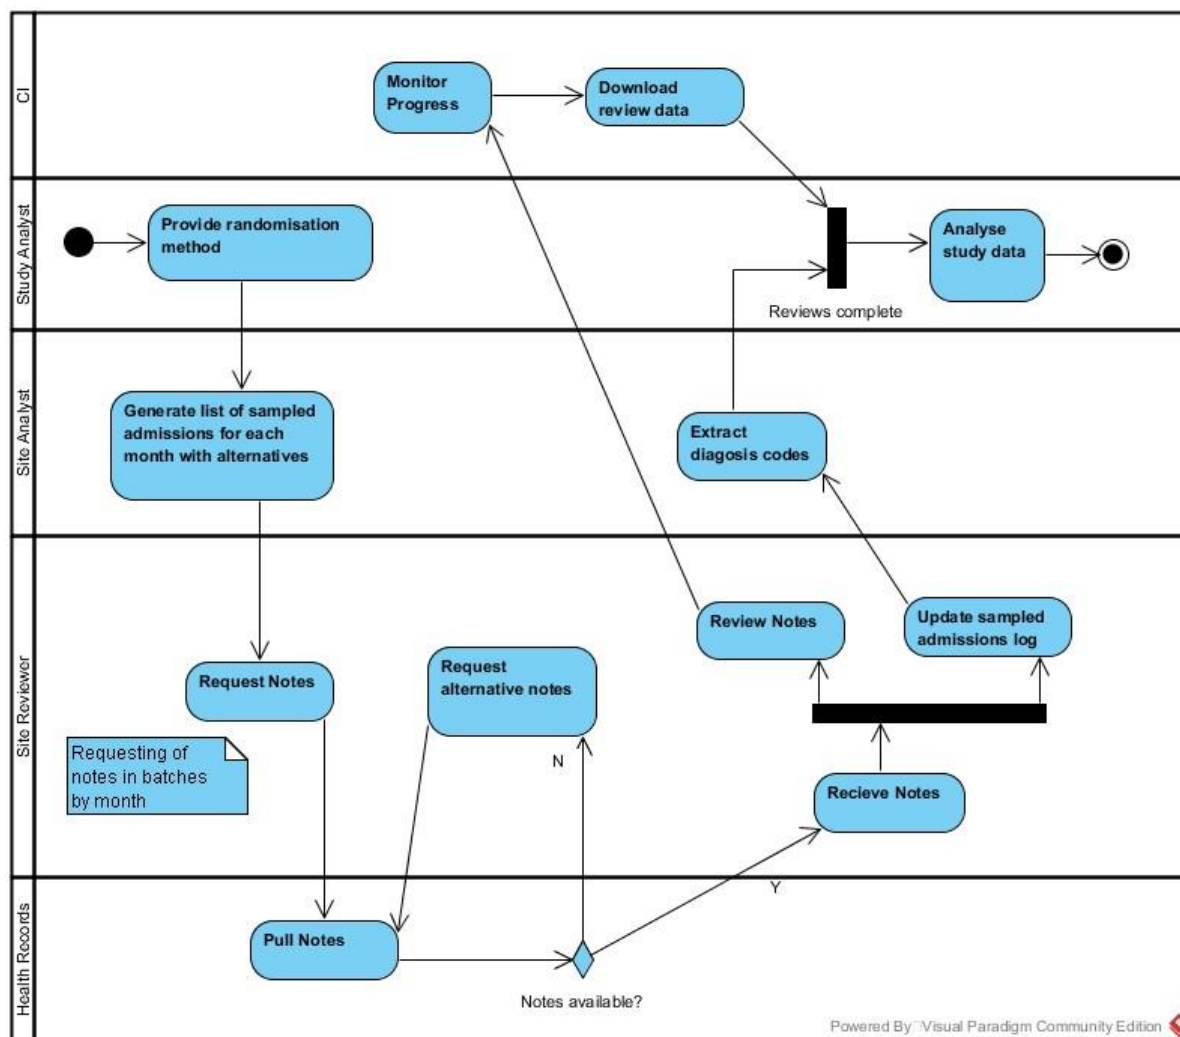 CI
Monitor
Progress
Download
review data
Study Analyst
Provide randomisation
method
Analyse
study data
Reviews complete
Site Analyst
Generate list of sampled
admissions for each
month with alternatives
Extract
diagosis codes
Site Reviewer
Review Notes
Update sampled
admissions log
Request Notes
Request
alternative notes
Requesting of
notes in batches
by month
N
Recieve Notes
Health Records
Y
Pull Notes
Notes available?
Powered By Visual Paradigm Community Edition